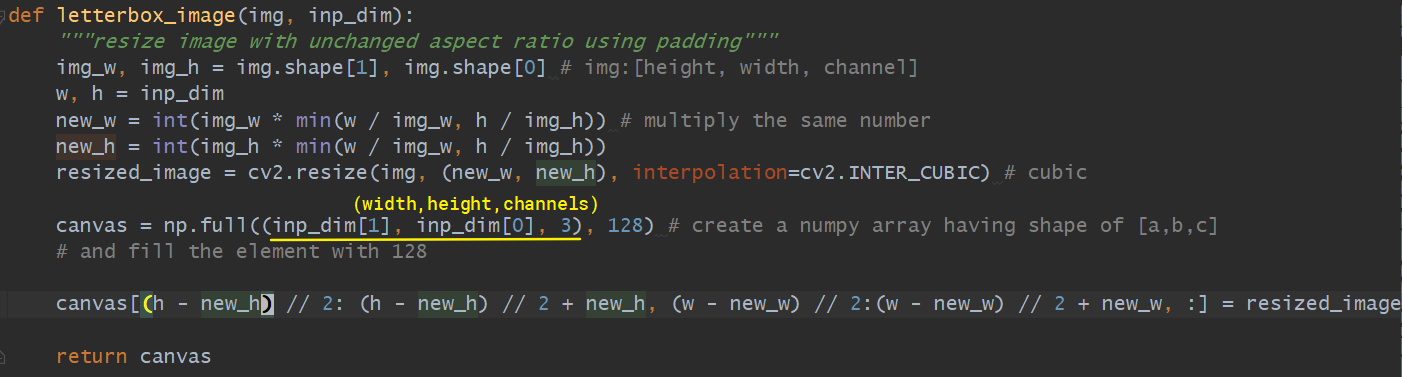 def letterbox_image(img, inp_dim):
    """resize image with unchanged aspect ratio using padding"""
    img_w, img_h = img.shape[1], img.shape[0] # img:[height, width, channel]
    w, h = inp_dim
    new_w = int(img_w * min(w / img_w, h / img_h)) # multiply the same number
    new_h = int(img_h * min(w / img_w, h / img_h))
    resized_image = cv2.resize(img, (new_w, new_h), interpolation=cv2.INTER_CUBIC) # cubic
(width,height,channels)
    canvas = np.full((inp_dim[1], inp_dim[0], 3), 128) # create a numpy array having shape of [a,b,c]
    # and fill the element with 128
    canvas[(h - new_h) // 2: (h - new_h) // 2 + new_h, (w - new_w) // 2:(w - new_w) // 2 + new_w, :] = resized_image
    return canvas